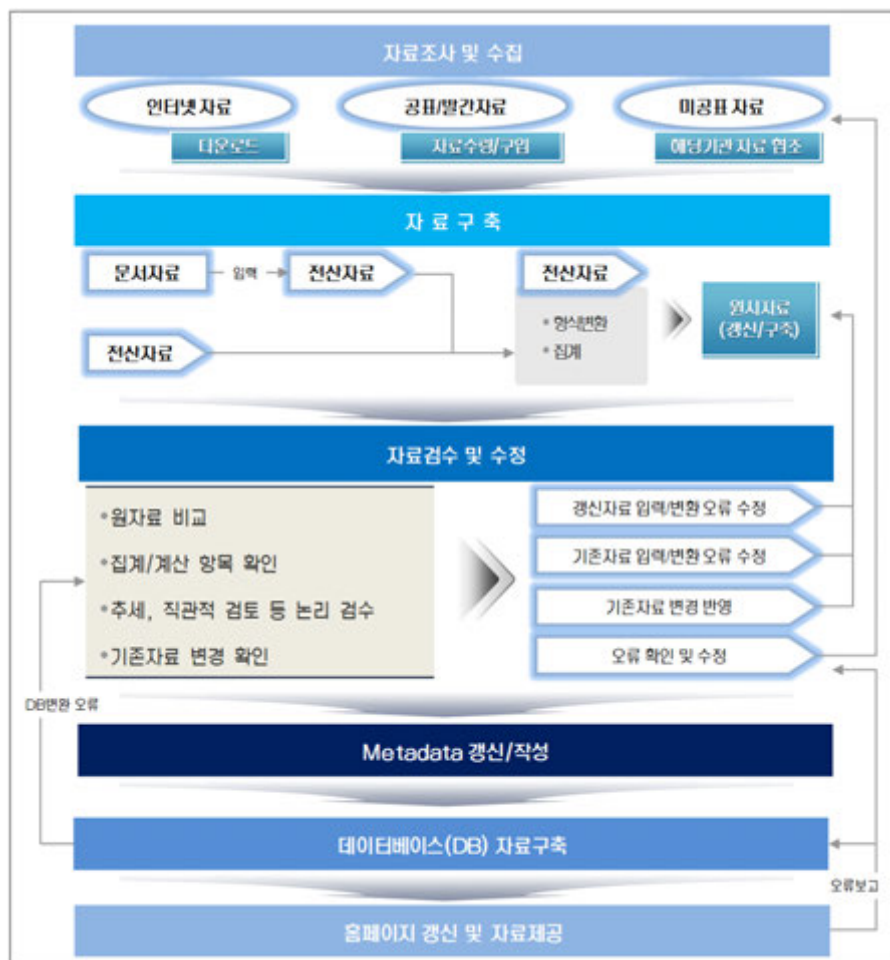 자료조사 및 수집
인터넷 자료
공표/발간자료
미공표 자료
다운로드
자료수령/구입
해당기관 자료 협조
자 료 구 축
문서자료
입력
전산자료
전산자료
전산자료
• 형식변환
• 집계
원시자료
(갱신/구축)
자료검수 및 수정
•원자료 비교
•집계/계산 항목 확인
•추세, 직관적 검토 등 논리 검수
•기존자료 변경 확인
갱신자료 입력/변환 오류 수정
기존자료 입력/변환 오류 수정
기존자료 변경 반영
오류 확인 및 수정
DB변환 오류
Metadata 갱신/작성
데이터베이스(DB) 자료구축
오류보고
홈페이지 갱신 및 자료제공